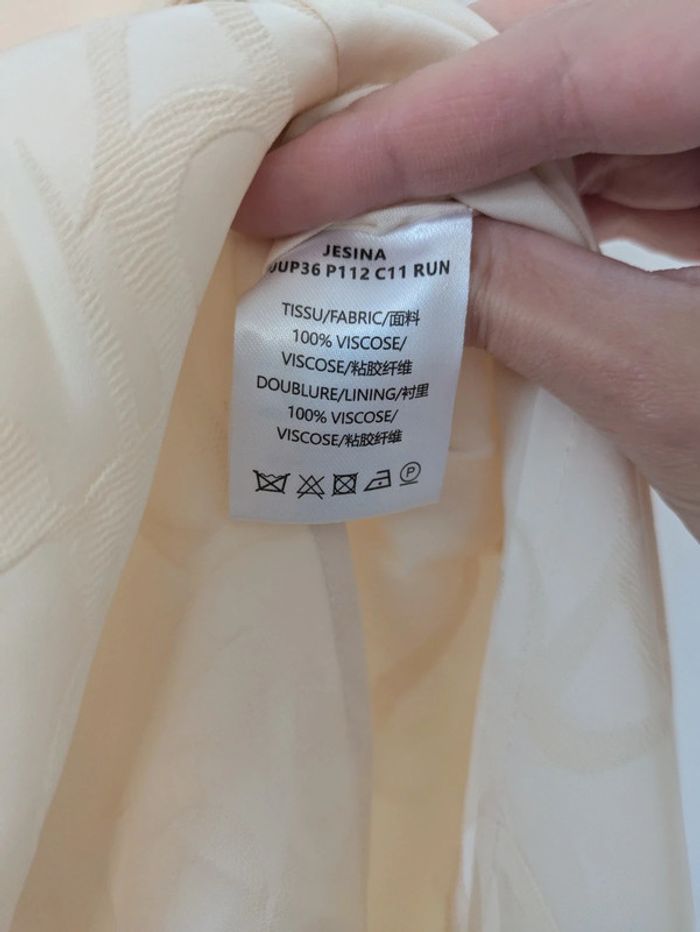 JESINA
JUP36 P112 C11 RUN
TISSU/FABRIC/面料
100% VISCOSE/
VISCOSE/粘胶纤维
DOUBLURE/LINING/衬里
100% VISCOSE/
VISCOSE/粘胶纤维
P